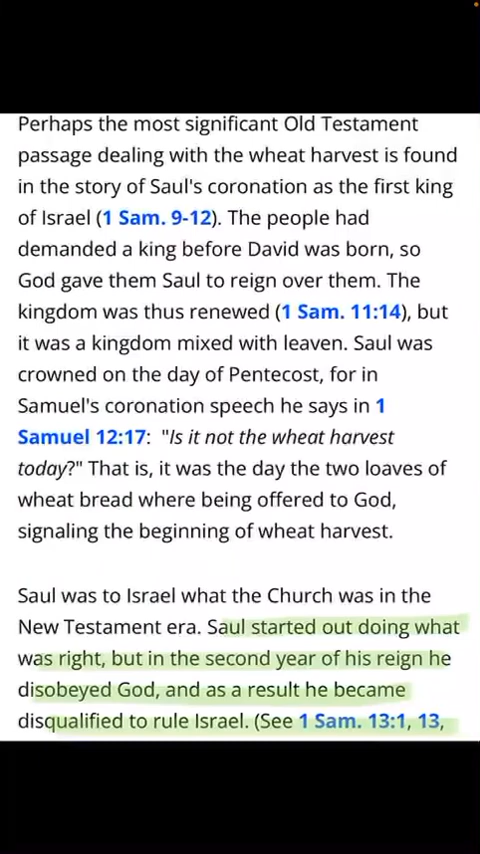 Perhaps the most significant Old Testament
passage dealing with the wheat harvest is found
in the story of Saul's coronation as the first king
of Israel (1 Sam. 9-12). The people had
demanded a king before David was born, so
God gave them Saul to reign over them. The
kingdom was thus renewed (1 Sam. 11:14), but
it was a kingdom mixed with leaven. Saul was
crowned on the day of Pentecost, for in
Samuel's coronation speech he says in 1
Samuel 12:17: "Is it not the wheat harvest
today?" That is, it was the day the two loaves of
wheat bread where being offered to God,
signaling the beginning of wheat harvest.
Saul was to Israel what the Church was in the
New Testament era. Saul started out doing what
was right, but in the second year of his reign he
disobeyed God, and as a result he became
disqualified to rule Israel. (See 1 Sam. 13:1, 13,